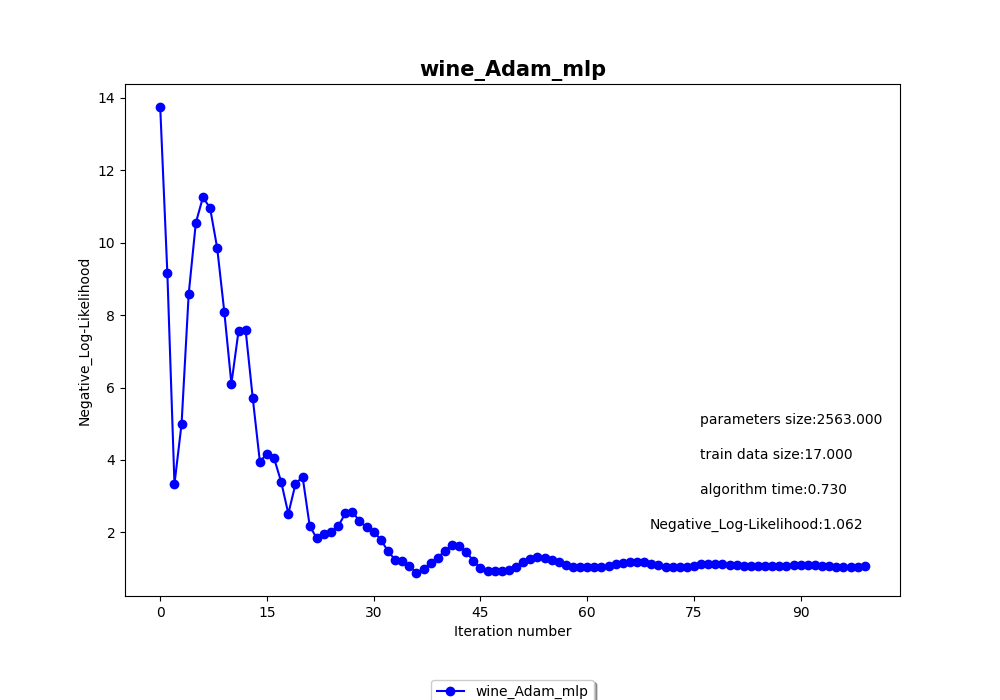 wine_Adam_mlp
14
12
10
8
6
4
2
Negative_Log-Likelihood
parameters size:2563.000
train data size:17.000
algorithm time:0.730
Negative_Log-Likelihood:1.062
0 15 30 45 60 75 90
Iteration number
wine_Adam_mlp